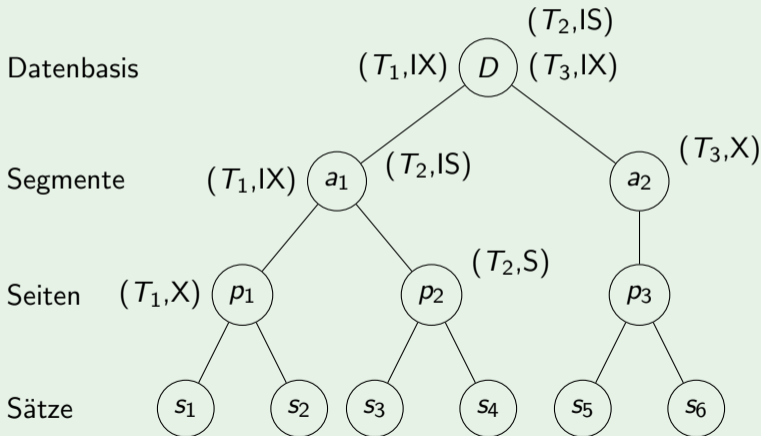 (T₂,IS)
Datenbasis (T₁,IX) D (T₃,IX)
(T₃,X)
Segmente (T₁,IX) a₁ (T₂,IS) a₂
(T₂,S)
Seiten (T₁,X) p₁ p₂ p₃
Sätze s₁ s₂ s₃ s₄ s₅ s₆